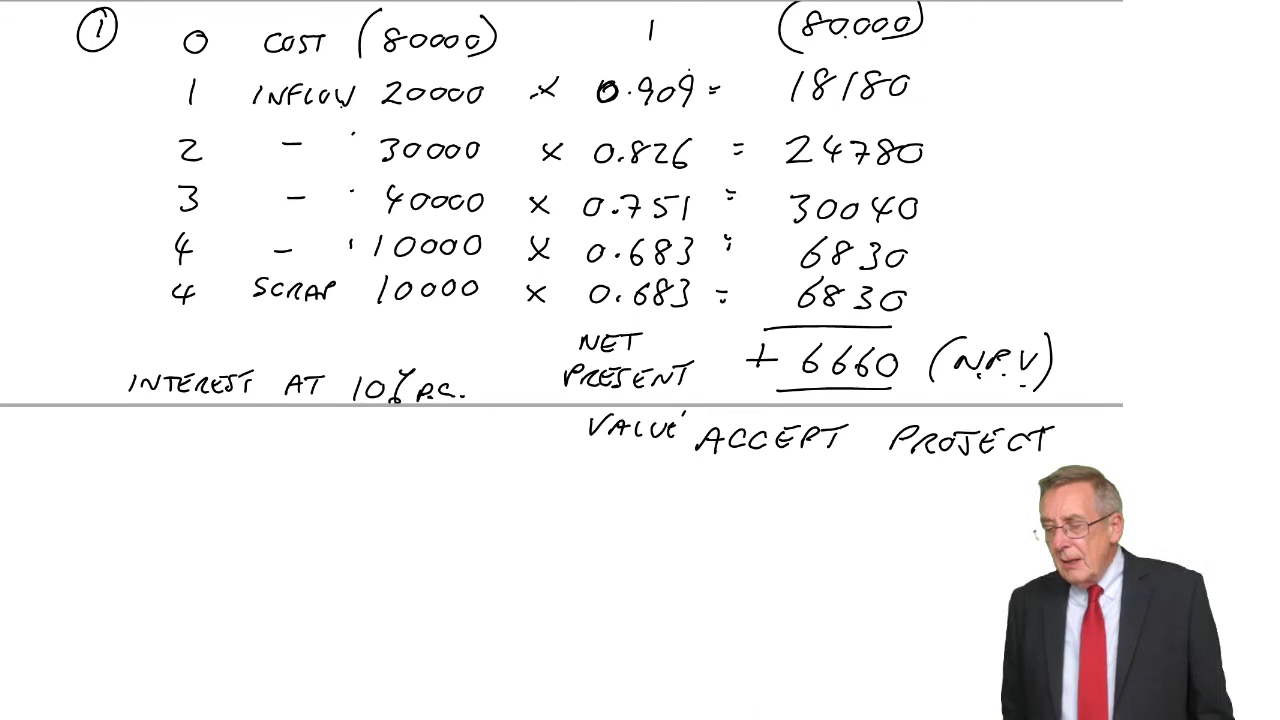 ① 0 COST (80000) 1 (80.000)
1 INFLOW 20000 × 0.909 = 18180
2 - 30000 × 0.826 = 24780
3 - 40000 × 0.751 = 30040
4 - 10000 × 0.683 = 6830
4 SCRAP 10000 × 0.683 = 6830
NET
PRESENT + 6660 (N.P.V)
INTEREST AT 10% P.a.
VALUE ACCEPT PROJECT